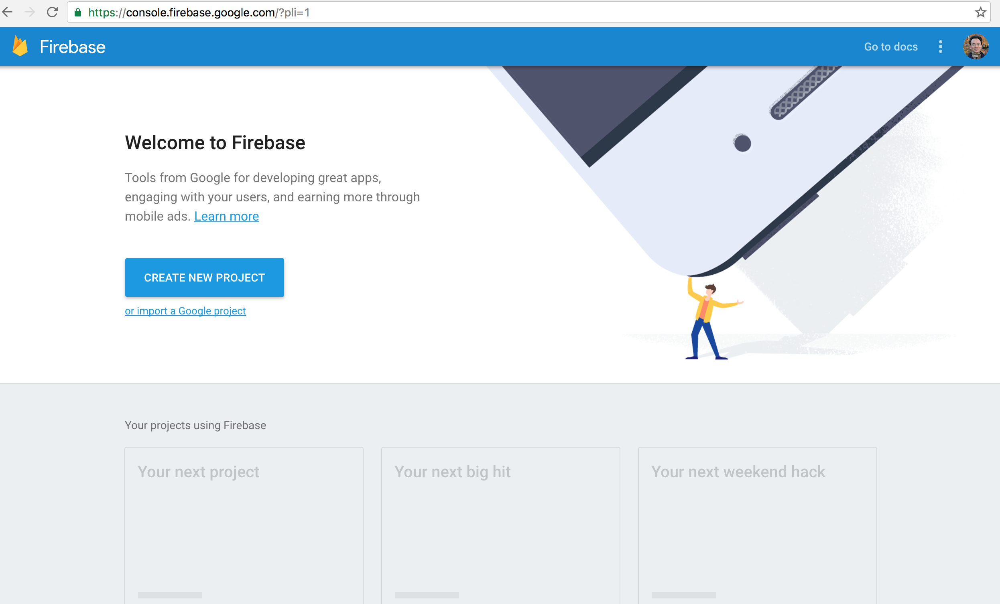 https://console.firebase.google.com/?pli=1
Firebase
Go to docs
Welcome to Firebase
Tools from Google for developing great apps,
engaging with your users, and earning more through
mobile ads. Learn more
CREATE NEW PROJECT
or import a Google project
Your projects using Firebase
Your next project
Your next big hit
Your next weekend hack